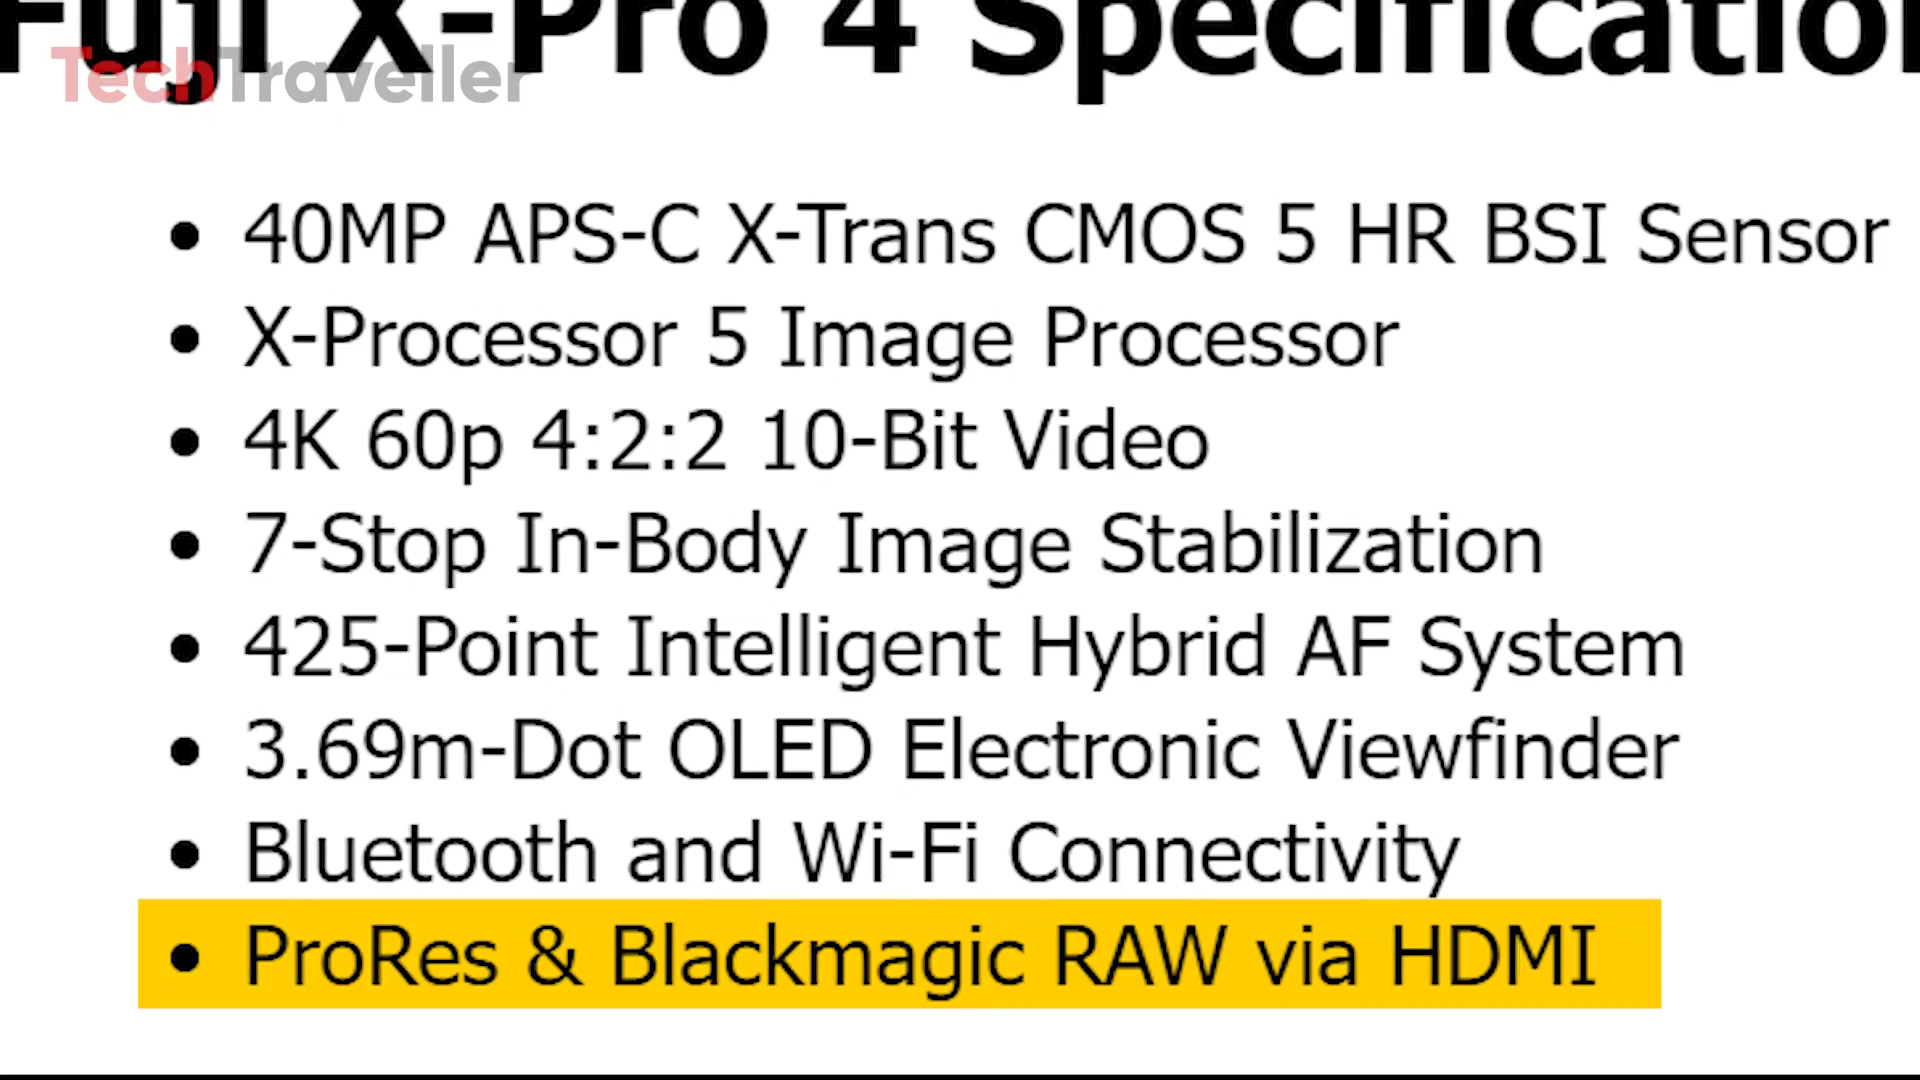 Fuji X-Pro 4 Specification
TechTraveller
• 40MP APS-C X-Trans CMOS 5 HR BSI Sensor
• X-Processor 5 Image Processor
• 4K 60p 4:2:2 10-Bit Video
• 7-Stop In-Body Image Stabilization
• 425-Point Intelligent Hybrid AF System
• 3.69m-Dot OLED Electronic Viewfinder
• Bluetooth and Wi-Fi Connectivity
• ProRes & Blackmagic RAW via HDMI